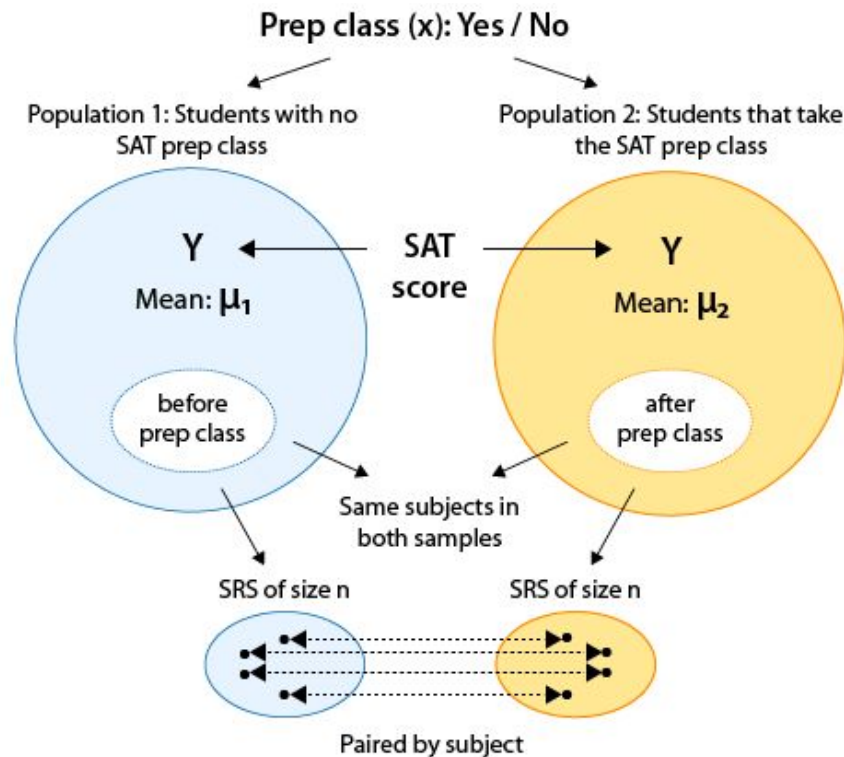 Prep class (x): Yes / No
Population 1: Students with no
SAT prep class
Population 2: Students that take
the SAT prep class
Y
SAT
score
Y
Mean: μ₁
Mean: μ₂
before
prep class
after
prep class
Same subjects in
both samples
SRS of size n
SRS of size n
Paired by subject